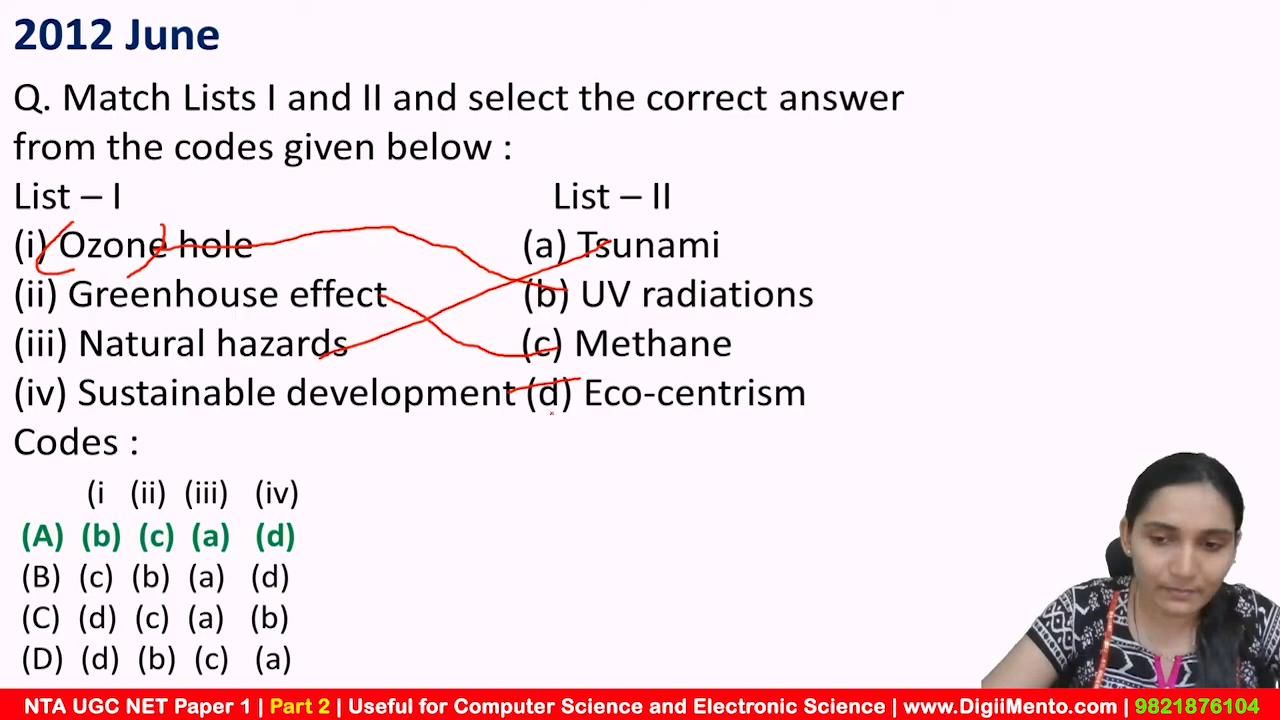 2012 June
Q. Match Lists I and II and select the correct answer
from the codes given below :
List – I List – II
(i) Ozone hole (a) Tsunami
(ii) Greenhouse effect (b) UV radiations
(iii) Natural hazards (c) Methane
(iv) Sustainable development (d) Eco-centrism
Codes :
(i (ii) (iii) (iv)
(A) (b) (c) (a) (d)
(B) (c) (b) (a) (d)
(C) (d) (c) (a) (b)
(D) (d) (b) (c) (a)
NTA UGC NET Paper 1 | Part 2 | Useful for Computer Science and Electronic Science | www.DigiiMento.com | 9821876104